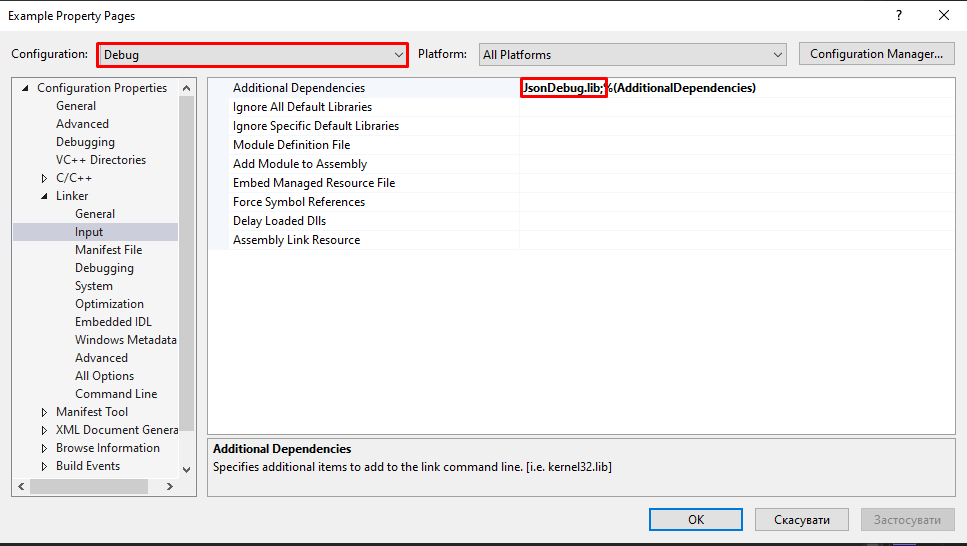 Example Property Pages ? ✕
Configuration: Debug Platform: All Platforms Configuration Manager...
Configuration Properties
General
Advanced
Debugging
VC++ Directories
C/C++
Linker
General
Input
Manifest File
Debugging
System
Optimization
Embedded IDL
Windows Metadata
Advanced
All Options
Command Line
Manifest Tool
XML Document Genera
Browse Information
Build Events
Additional Dependencies JsonDebug.lib;%(AdditionalDependencies)
Ignore All Default Libraries
Ignore Specific Default Libraries
Module Definition File
Add Module to Assembly
Embed Managed Resource File
Force Symbol References
Delay Loaded Dlls
Assembly Link Resource
Additional Dependencies
Specifies additional items to add to the link command line. [i.e. kernel32.lib]
OK Скасувати Застосувати